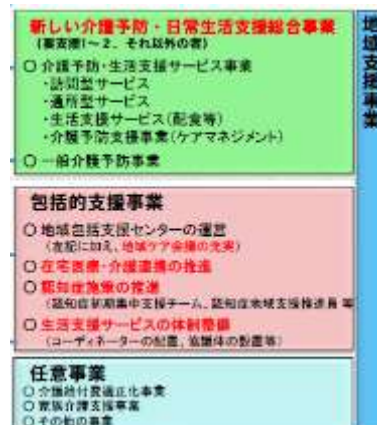 新しい介護予防・日常生活支援総合事業
(要支援1～2、それ以外の者)
○ 介護予防・生活支援サービス事業
・訪問型サービス
・通所型サービス
・生活支援サービス(配食等)
・介護予防支援事業(ケアマネジメント)
○ 一般介護予防事業
包括的支援事業
○ 地域包括支援センターの運営
(左記に加え、地域ケア会議の充実)
○ 在宅医療・介護連携の推進
○ 認知症施策の推進
(認知症初期集中支援チーム、認知症地域支援推進員 等)
○ 生活支援サービスの体制整備
(コーディネーターの配置、協議体の設置等)
任意事業
○ 介護給付費適正化事業
○ 家族介護支援事業
○ その他の事業
地域支援事業